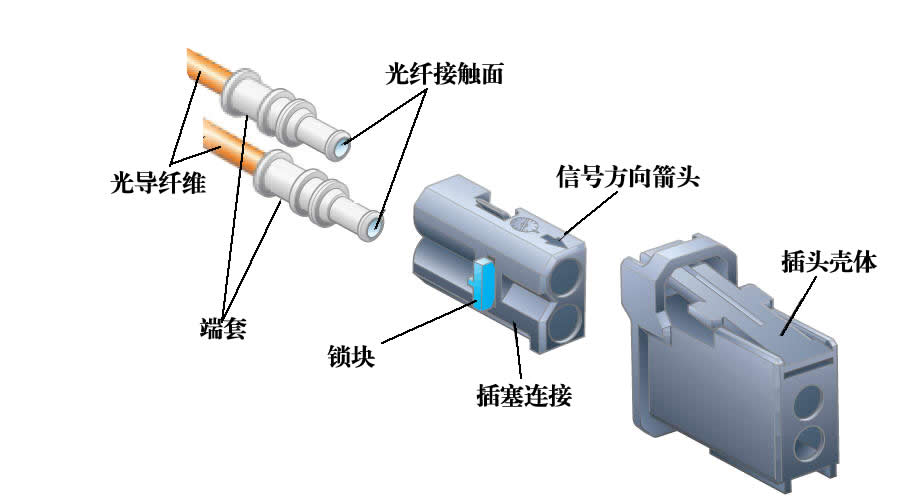 光纤接触面
光导纤维
信号方向箭头
插头壳体
端套
锁块
插塞连接